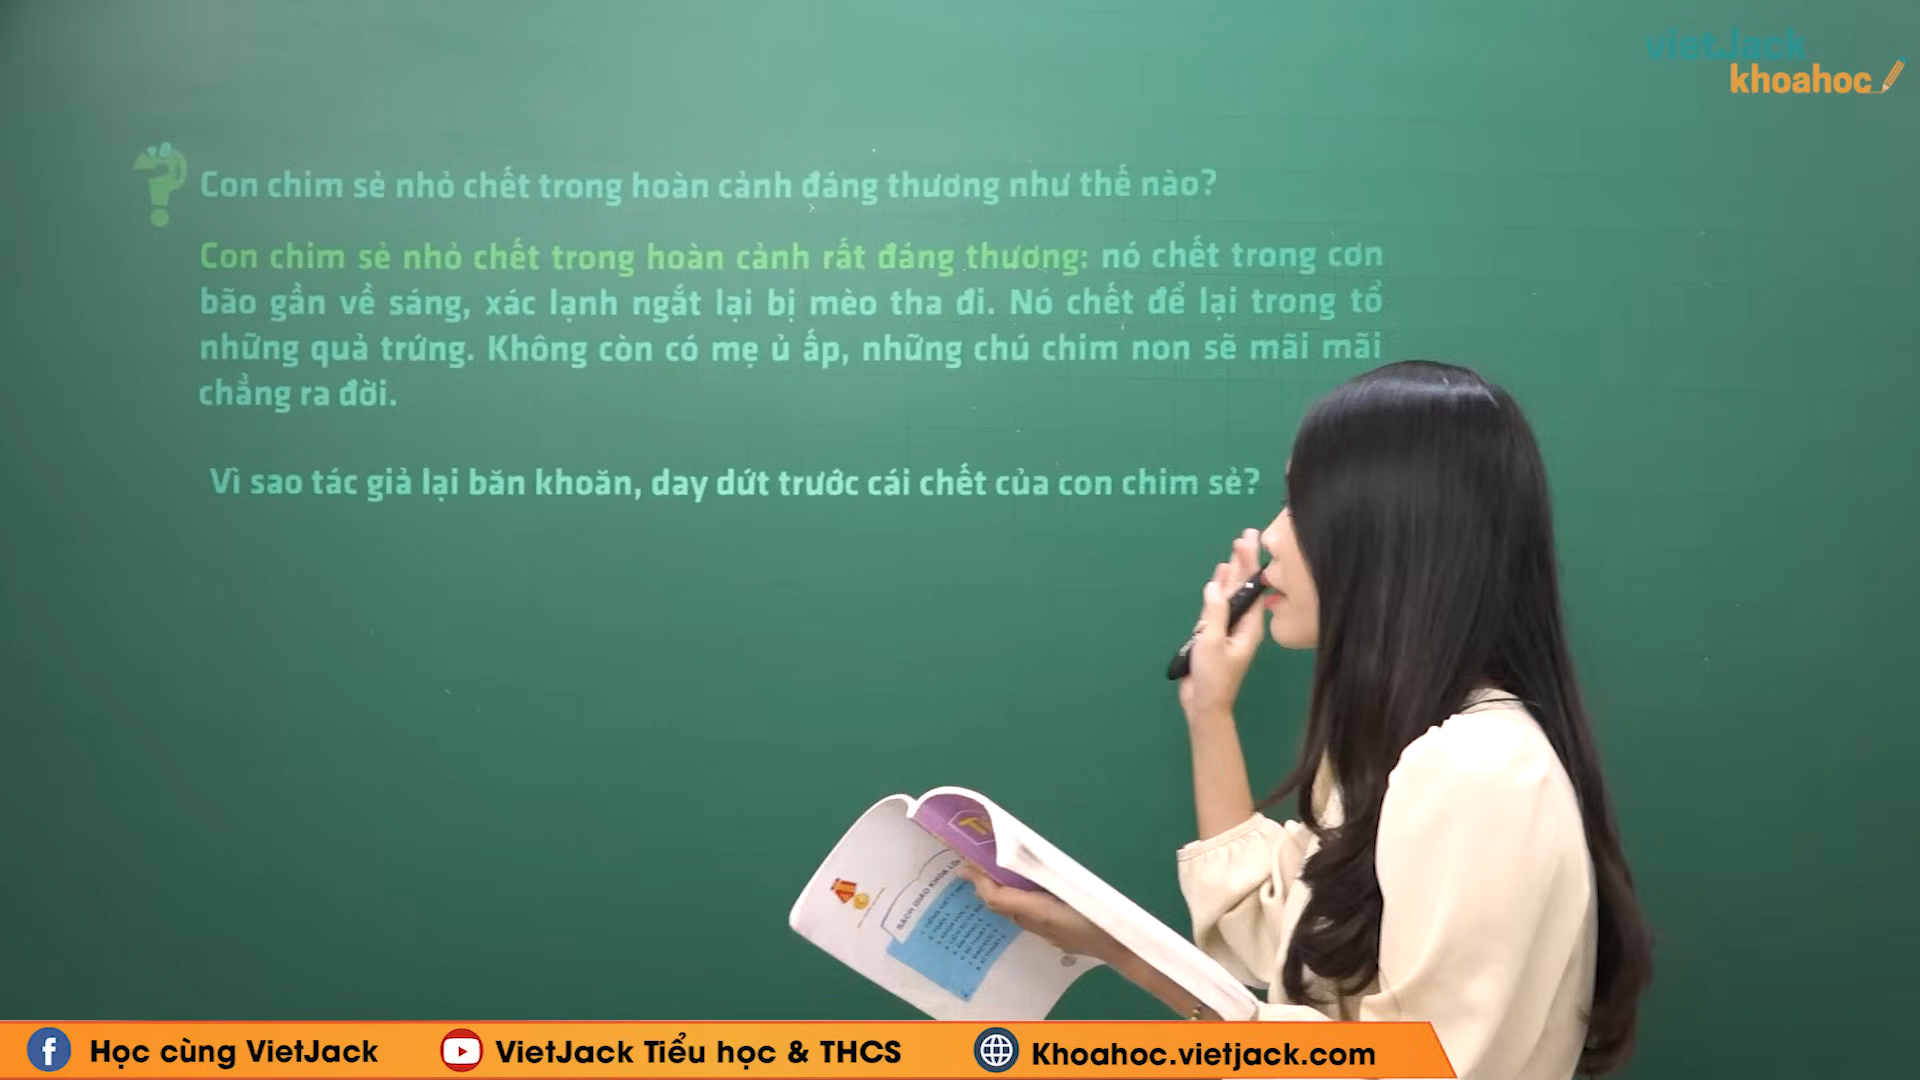 vietJack
khoahoc
Con chim sẻ nhỏ chết trong hoàn cảnh đáng thương như thế nào?
Con chim sẻ nhỏ chết trong hoàn cảnh rất đáng thương: nó chết trong cơn
bão gần về sáng, xác lạnh ngắt lại bị mèo tha đi. Nó chết để lại trong tổ
những quả trứng. Không còn có mẹ ủ ấp, những chú chim non sẽ mãi mãi
chẳng ra đời.
Vì sao tác giả lại băn khoăn, day dứt trước cái chết của con chim sẻ?
SÁCH GIÁO KHOA
Học cùng VietJack
VietJack Tiểu học & THCS
Khoahoc.vietjack.com